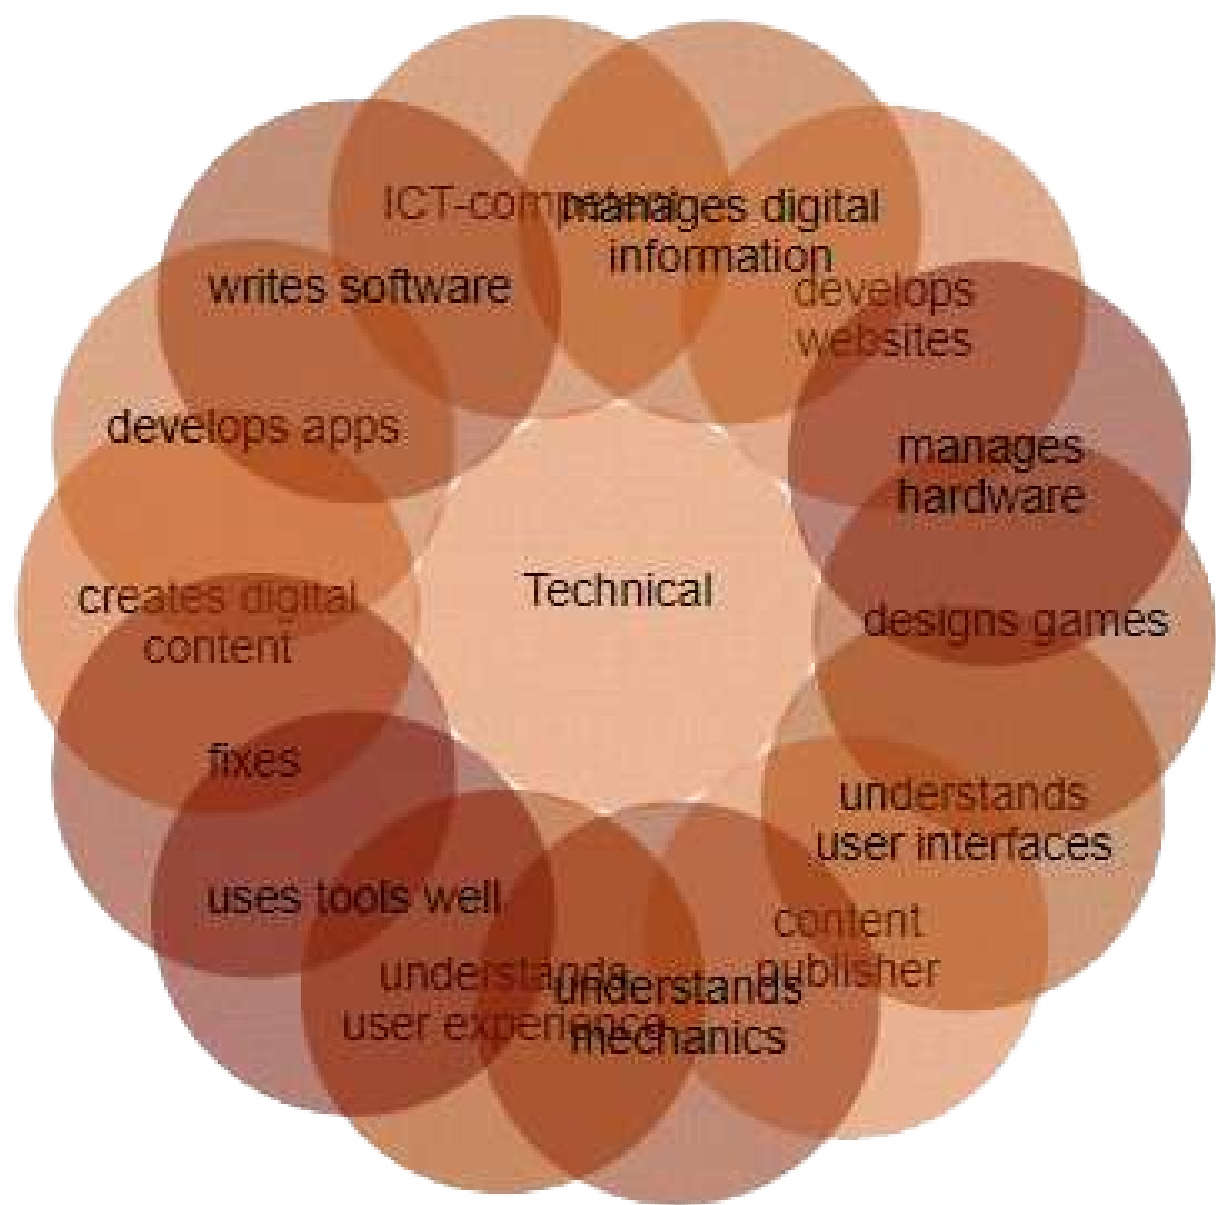 ICT-competent
manages digital
information
develops
websites
writes software
manages
hardware
develops apps
Technical
creates digital
content
designs games
fixes
understands
user interfaces
uses tools well
content
publisher
understands
user experience
understands
mechanics